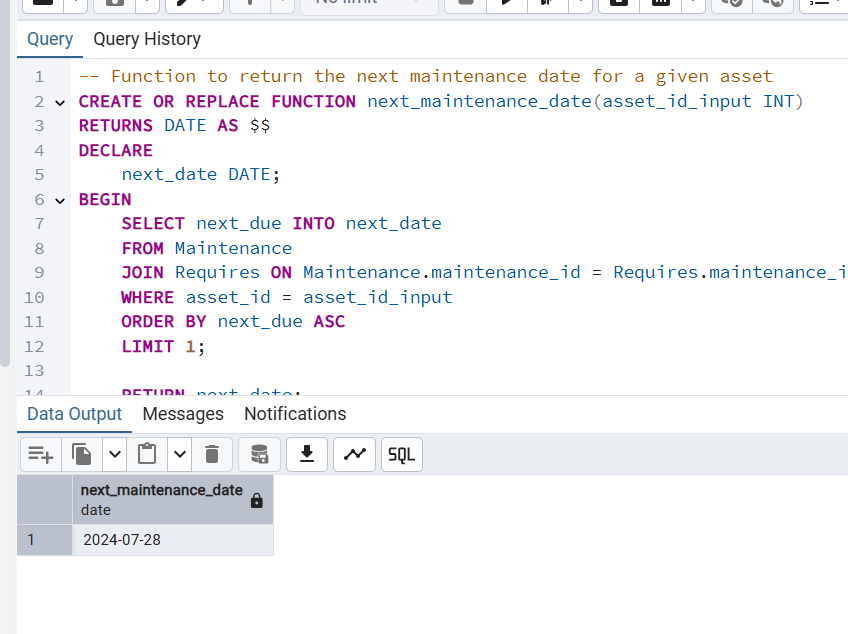 No limit
Query Query History
1 -- Function to return the next maintenance date for a given asset
2 CREATE OR REPLACE FUNCTION next_maintenance_date(asset_id_input INT)
3 RETURNS DATE AS $$
4 DECLARE
5 next_date DATE;
6 BEGIN
7 SELECT next_due INTO next_date
8 FROM Maintenance
9 JOIN Requires ON Maintenance.maintenance_id = Requires.maintenance_i
10 WHERE asset_id = asset_id_input
11 ORDER BY next_due ASC
12 LIMIT 1;
13
14 RETURN next_date;
Data Output Messages Notifications
SQL
next_maintenance_date
date
1 2024-07-28